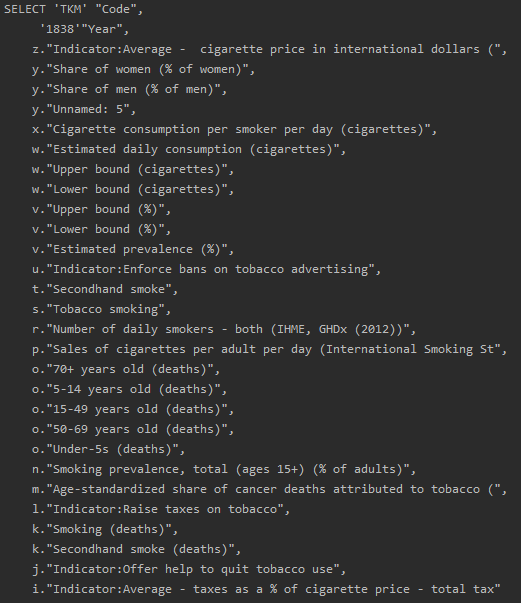 SELECT 'TKM' "Code",
'1838'"Year",
z."Indicator:Average -  cigarette price in international dollars (",
y."Share of women (% of women)",
y."Share of men (% of men)",
y."Unnamed: 5",
x."Cigarette consumption per smoker per day (cigarettes)",
w."Estimated daily consumption (cigarettes)",
w."Upper bound (cigarettes)",
w."Lower bound (cigarettes)",
v."Upper bound (%)",
v."Lower bound (%)",
v."Estimated prevalence (%)",
u."Indicator:Enforce bans on tobacco advertising",
t."Secondhand smoke",
s."Tobacco smoking",
r."Number of daily smokers - both (IHME, GHDx (2012))",
p."Sales of cigarettes per adult per day (International Smoking St",
o."70+ years old (deaths)",
o."5-14 years old (deaths)",
o."15-49 years old (deaths)",
o."50-69 years old (deaths)",
o."Under-5s (deaths)",
n."Smoking prevalence, total (ages 15+) (% of adults)",
m."Age-standardized share of cancer deaths attributed to tobacco (",
l."Indicator:Raise taxes on tobacco",
k."Smoking (deaths)",
k."Secondhand smoke (deaths)",
j."Indicator:Offer help to quit tobacco use",
i."Indicator:Average - taxes as a % of cigarette price - total tax"